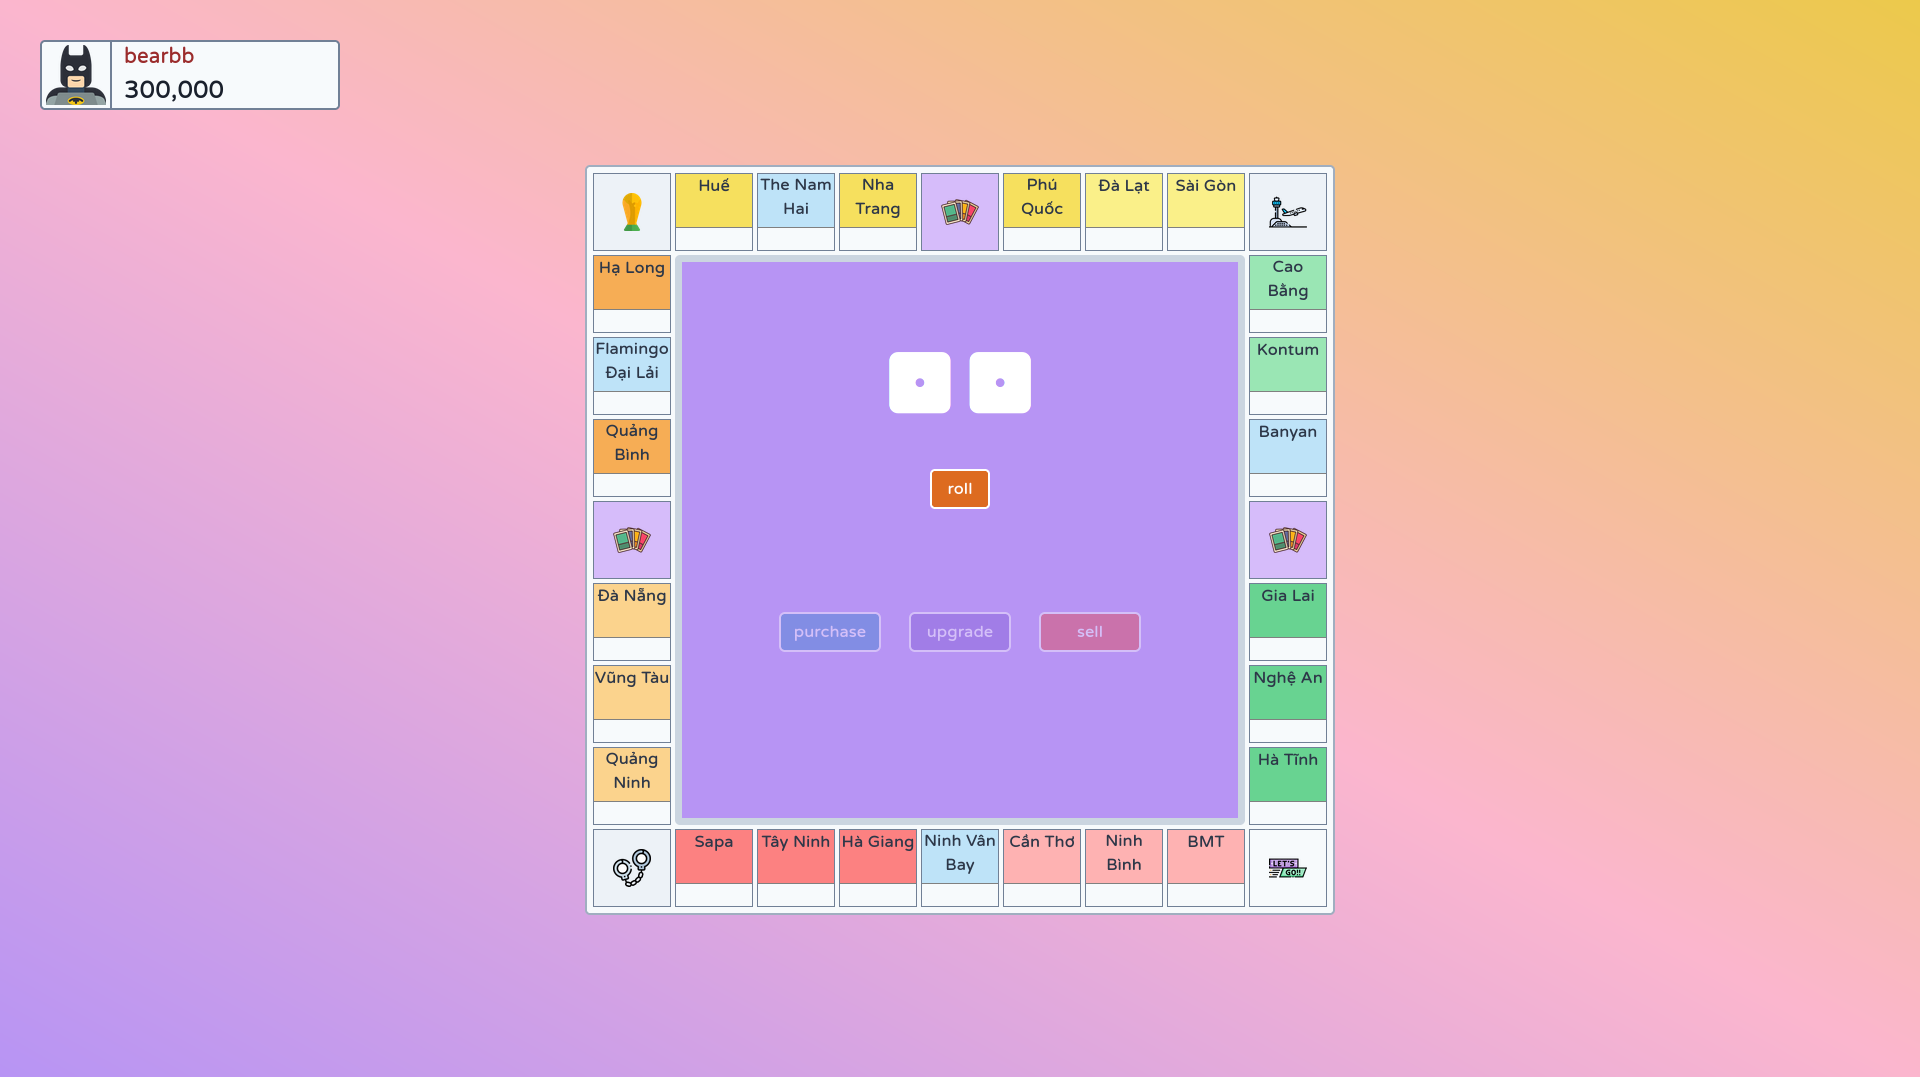 bearbb
300,000
Huế
The Nam
Hai
Nha
Trang
Phú
Quốc
Đà Lạt
Sài Gòn
Hạ Long
Cao
Bằng
Flamingo
Đại Lải
Kontum
Quảng
Bình
Banyan
roll
Đà Nẵng
Gia Lai
purchase
upgrade
sell
Vũng Tàu
Nghệ An
Quảng
Ninh
Hà Tĩnh
Sapa
Tây Ninh
Hà Giang
Ninh Vân
Bay
Cần Thơ
Ninh
Bình
BMT
LET'S
GO!!